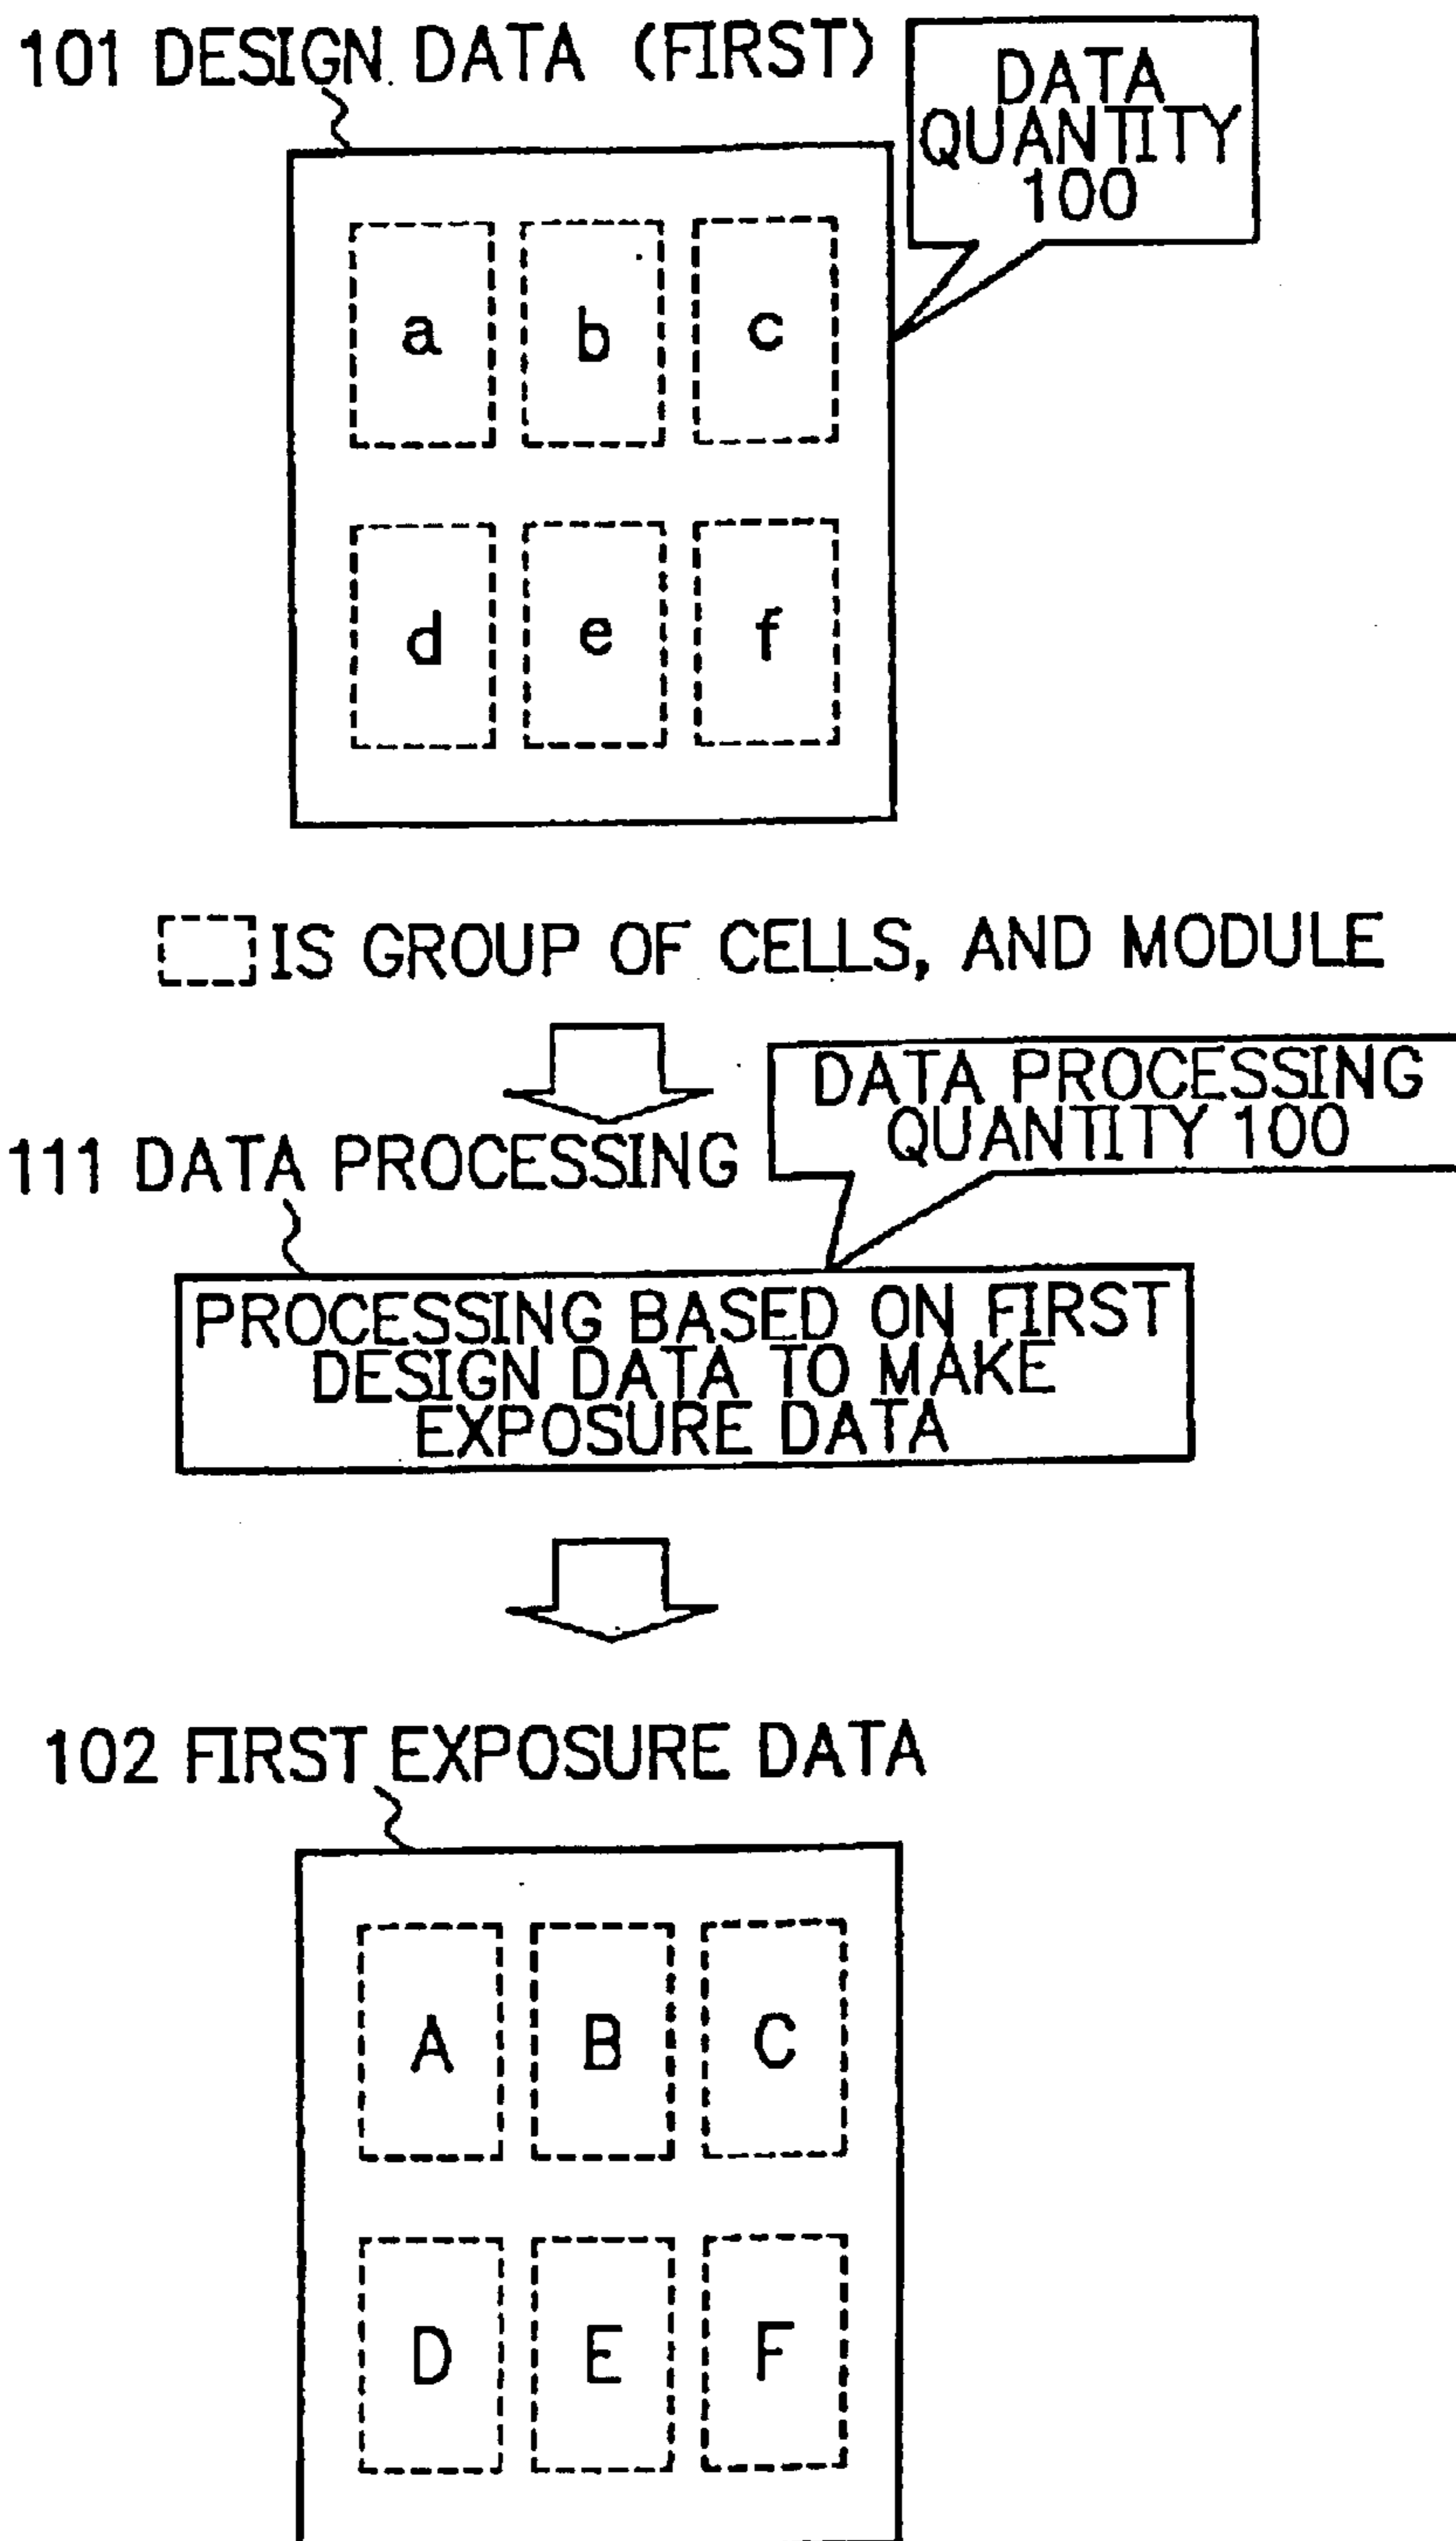 101 DESIGN DATA (FIRST)
DATA
QUANTITY
100
a b c
d e f
IS GROUP OF CELLS, AND MODULE
DATA PROCESSING
QUANTITY 100
111 DATA PROCESSING
PROCESSING BASED ON FIRST
DESIGN DATA TO MAKE
EXPOSURE DATA
102 FIRST EXPOSURE DATA
A B C
D E F